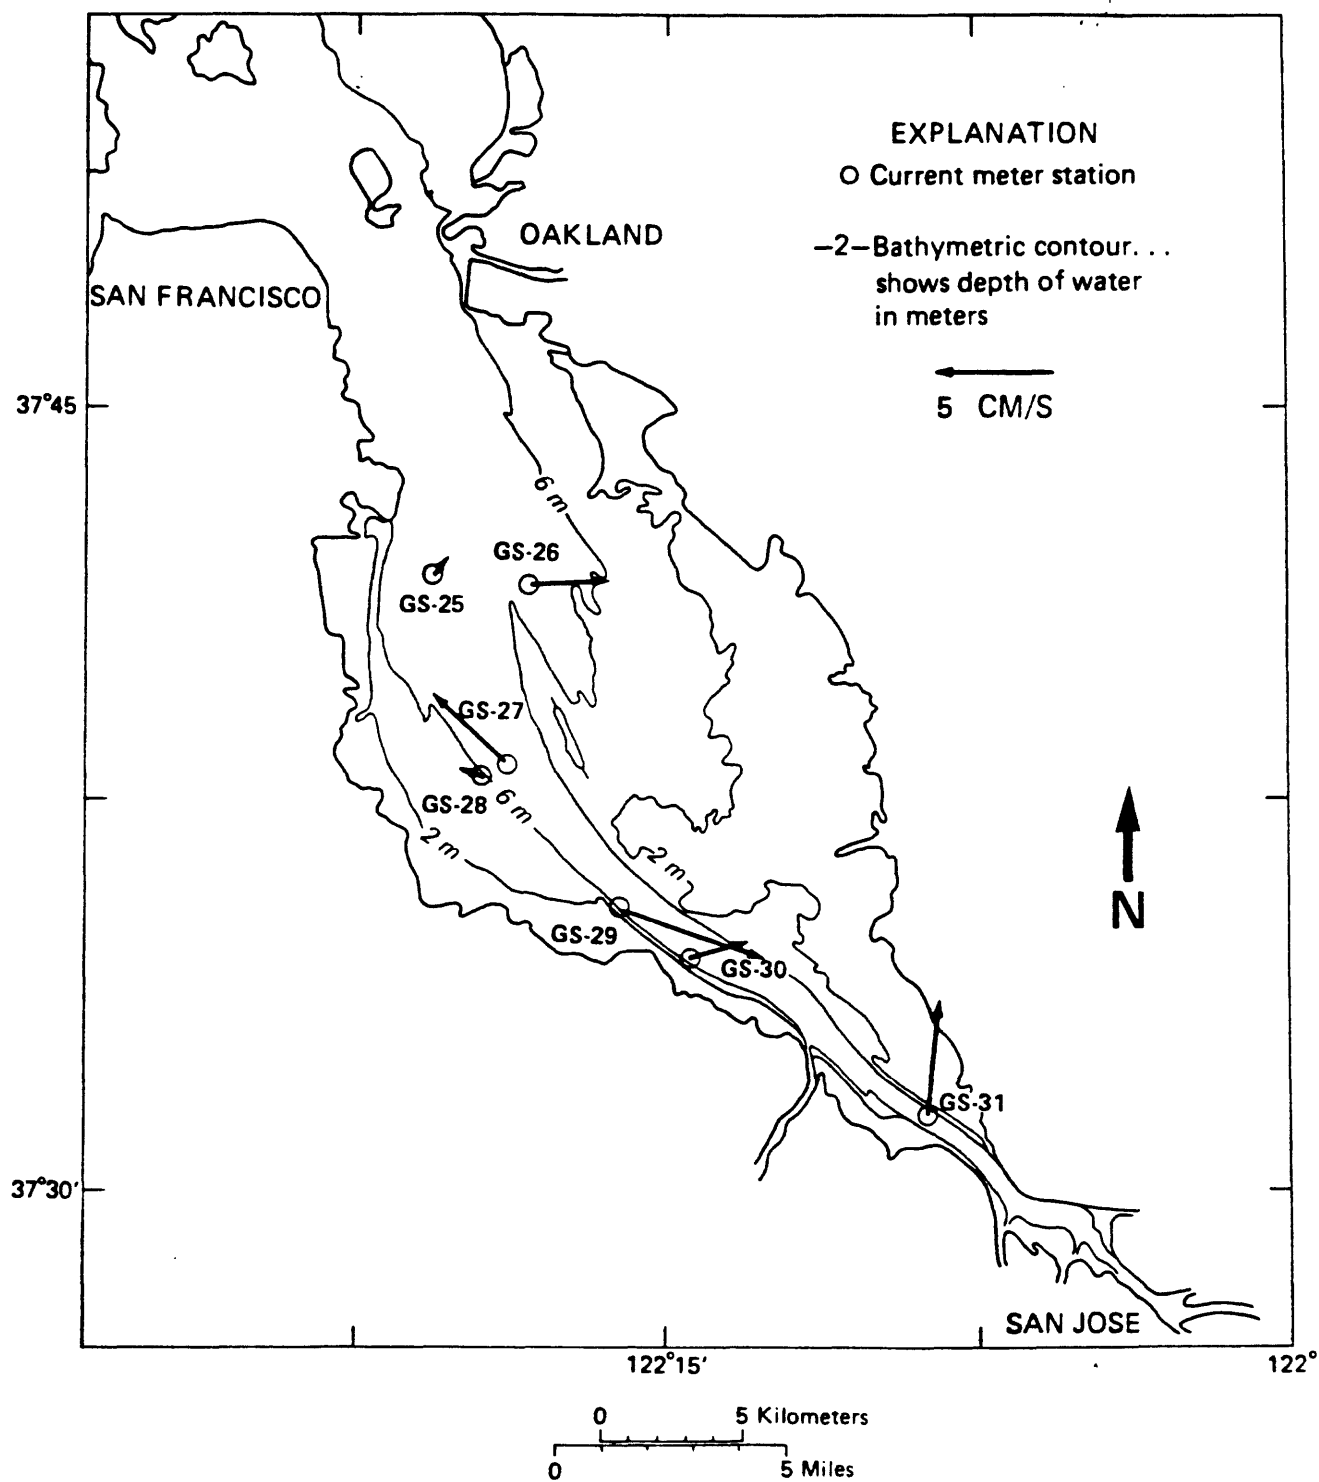 EXPLANATION
O Current meter station
OAKLAND
–2–Bathymetric contour...
shows depth of water
in meters
SAN FRANCISCO
5 CM/S
37°45
6 m
GS-26
GS-25
GS-27
GS-28
6 m
2 m
2 m
N
GS-29
GS-30
GS-31
37°30'
SAN JOSE
122°15'
122°
0 5 Kilometers
0 5 Miles